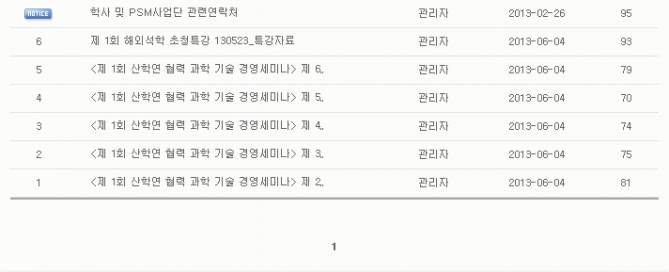 NOTICE 학사 및 PSM사업단 관련연락처 관리자 2013-02-26 95
6 제 1회 해외석학 초청특강 130523_특강자료 관리자 2013-06-04 93
5 <제 1회 산학연 협력 과학 기술 경영세미나> 제 6. 관리자 2013-06-04 79
4 <제 1회 산학연 협력 과학 기술 경영세미나> 제 5. 관리자 2013-06-04 70
3 <제 1회 산학연 협력 과학 기술 경영세미나> 제 4. 관리자 2013-06-04 74
2 <제 1회 산학연 협력 과학 기술 경영세미나> 제 3. 관리자 2013-06-04 75
1 <제 1회 산학연 협력 과학 기술 경영세미나> 제 2. 관리자 2013-06-04 81
1